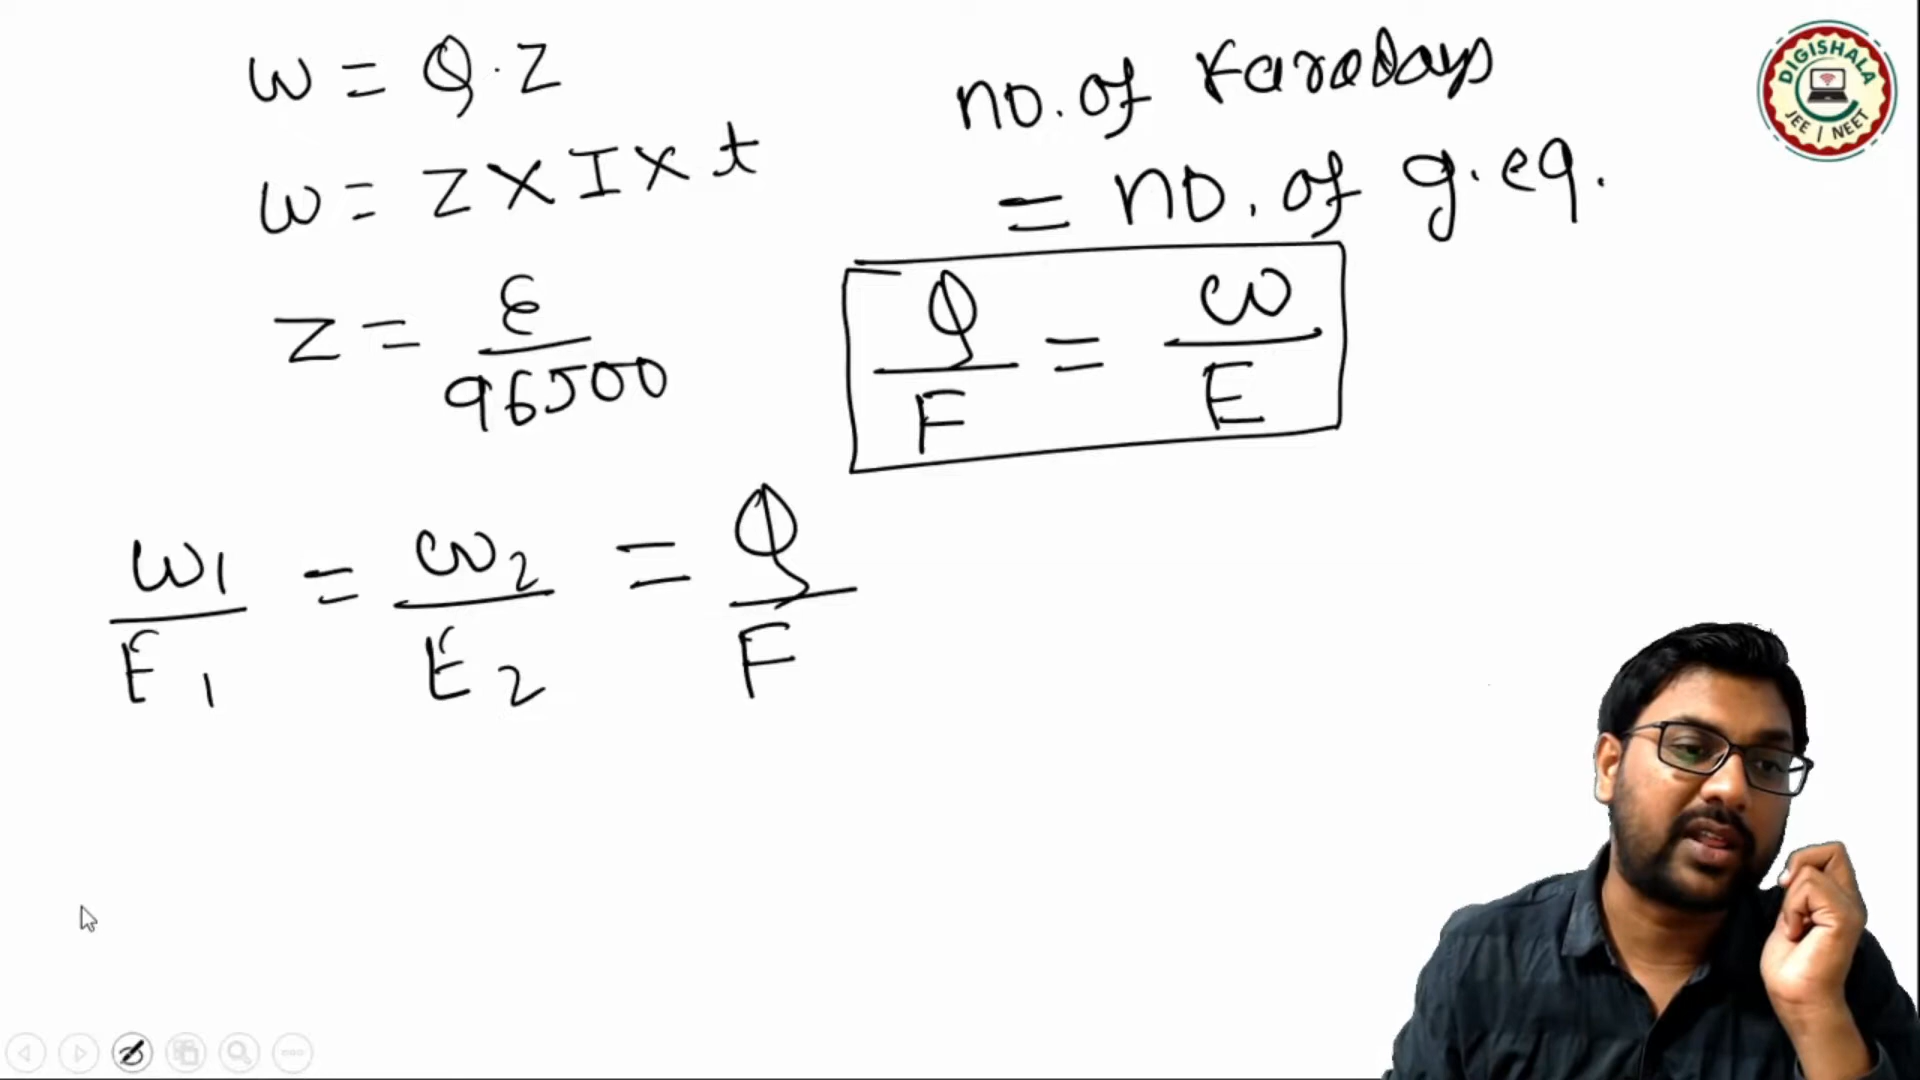 w = Q.Z
w = Z X I X t
Z = E / 96500
no. of Faradays
= no. of g.eq.
Q / F = w / E
w1 / E1 = w2 / E2 = Q / F
DIGISHALA
JEE | NEET